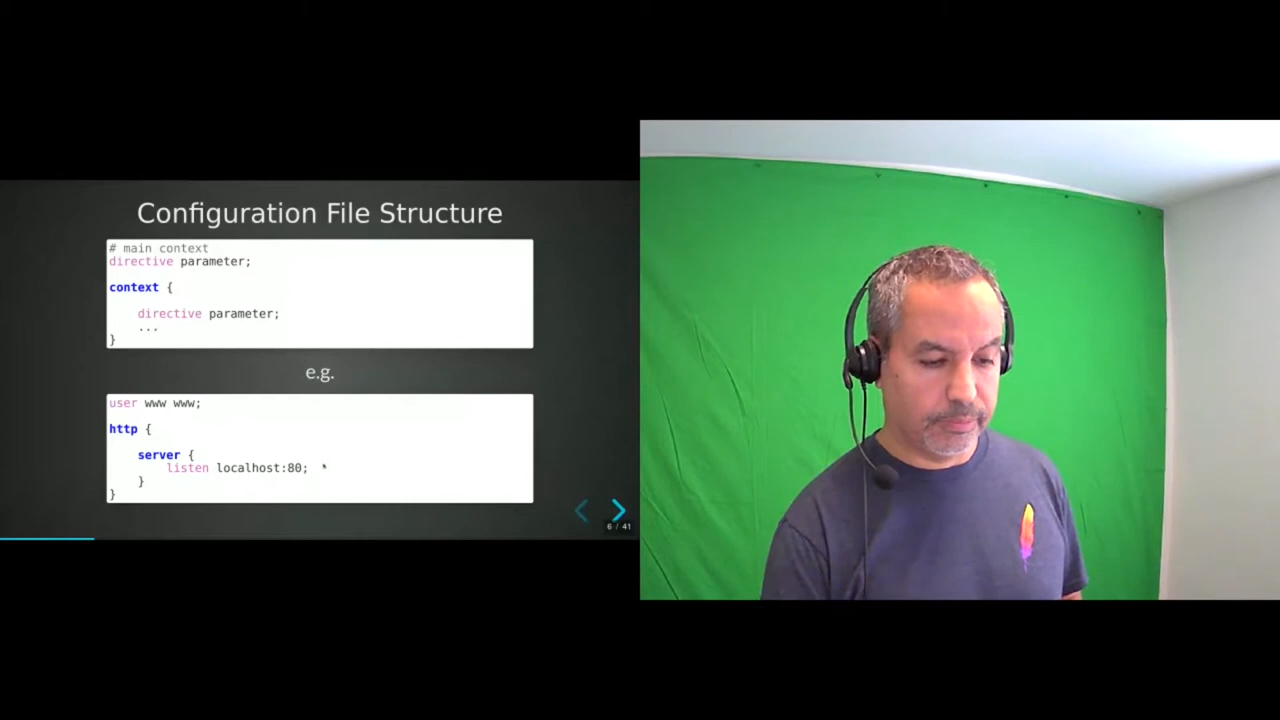 Configuration File Structure
# main context
directive parameter;
context {
directive parameter;
...
}
e.g.
user www www;
http {
server {
listen localhost:80;
}
}
6 / 41